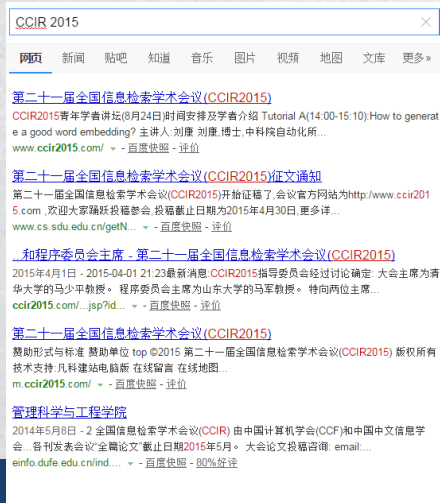 CCIR 2015
网页 新闻 贴吧 知道 音乐 图片 视频 地图 文库 更多»
第二十一届全国信息检索学术会议(CCIR2015)
CCIR2015青年学者讲坛(8月24日)时间安排及学者介绍 Tutorial A(14:00-15:10):How to generat
e a good word embedding? 主讲人:刘康 刘康,博士,中科院自动化所...
www.ccir2015.com/ - 百度快照 - 评价
第二十一届全国信息检索学术会议(CCIR2015)征文通知
第二十一届全国信息检索学术会议(CCIR2015)开始征稿了,会议官方网站为http:/www.ccir201
5.com ,欢迎大家踊跃投稿参会,投稿截止日期为2015年4月30日,更多详...
www.cs.sdu.edu.cn/getN... - 百度快照 - 评价
...和程序委员会主席 - 第二十一届全国信息检索学术会议(CCIR2015)
2015年4月1日 - 2015-04-01 21:23最新消息:CCIR2015指导委员会经过讨论确定: 大会主席为清
华大学的马少平教授。 程序委员会主席为山东大学的马军教授。 特向两位主席...
ccir2015.com/...jsp?id... - 百度快照 - 评价
第二十一届全国信息检索学术会议(CCIR2015)
赞助形式与标准 赞助单位 top ©2015 第二十一届全国信息检索学术会议(CCIR2015) 版权所有
技术支持:凡科建站电脑版 在线留言 在线地图...
m.ccir2015.com/ - 百度快照 - 评价
管理科学与工程学院
2014年5月8日 - 2 全国信息检索学术会议(CCIR) 由中国计算机学会(CCF)和中国中文信息学
会...各刊发表会议“全篇论文”截止日期2015年5月。 大会论文投稿咨询: email:...
einfo.dufe.edu.cn/ind.... - 百度快照 - 80%好评